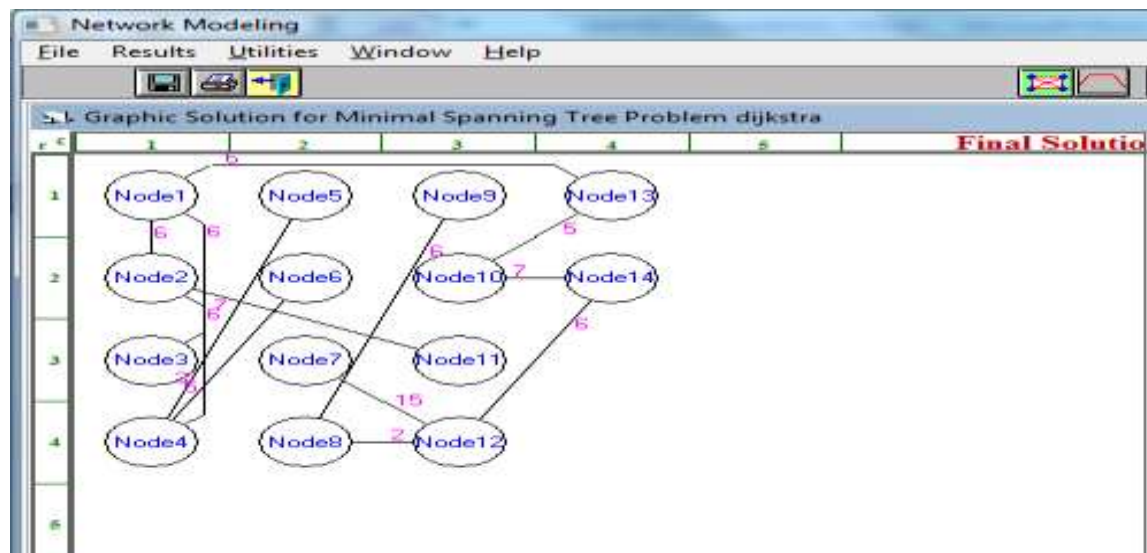 Network Modeling
File Results Utilities Window Help
Graphic Solution for Minimal Spanning Tree Problem dijkstra
r c 1 2 3 4 5 Final Solutio
6
1 Node1 Node5 Node9 Node13
6 6 6 5
2 Node2 Node6 Node10 7 Node14
7
6 6
3 Node3 Node7 Node11
15
4 Node4 Node8 2 Node12